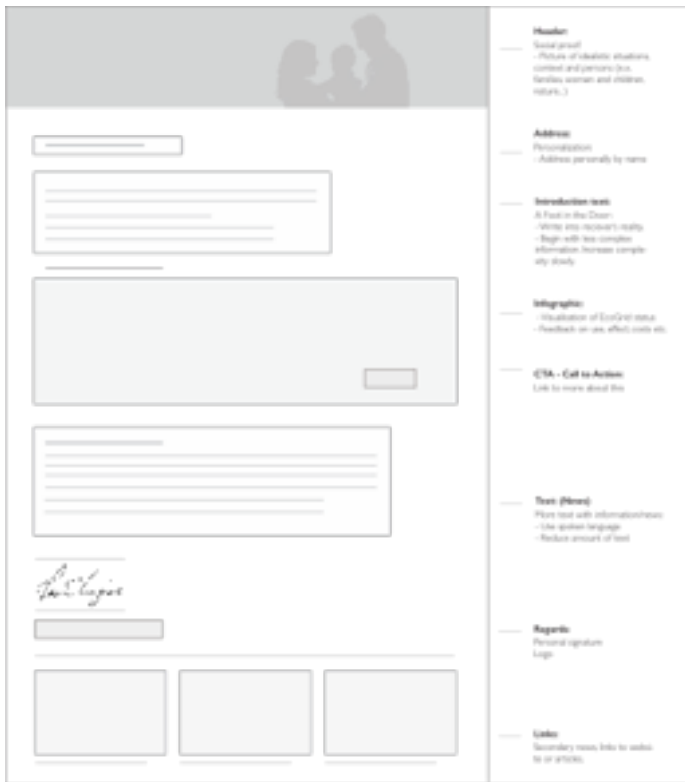 Header:
Social proof
- Picture of idealistic situations,
context and persons (e.x.
families, women and children,
nature...)
Address:
Personalization
- Address personally by name
Introduction text:
A Foot in the Door:
- Write into receiver's reality.
- Begin with less complex
information. Increase comple-
xity slowly.
Infographic:
- Visualization of EcoGrid status
- Feedback on use, effect, costs etc.
CTA - Call to Action:
Link to more about this
Text: (News)
More text with information/news
- Use spoken language
- Reduce amount of text
Regards:
Personal signature
Logo
Links:
Secondary news, links to websi-
te or articles.